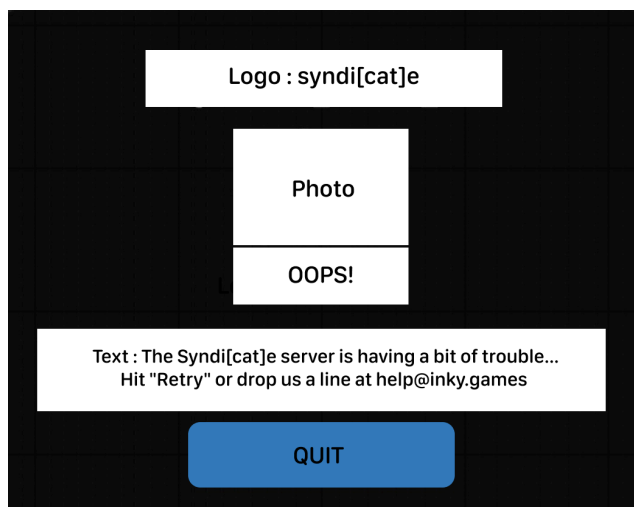 Logo : syndi[cat]e
Photo
OOPS!
Text : The Syndi[cat]e server is having a bit of trouble...
Hit "Retry" or drop us a line at help@inky.games
QUIT